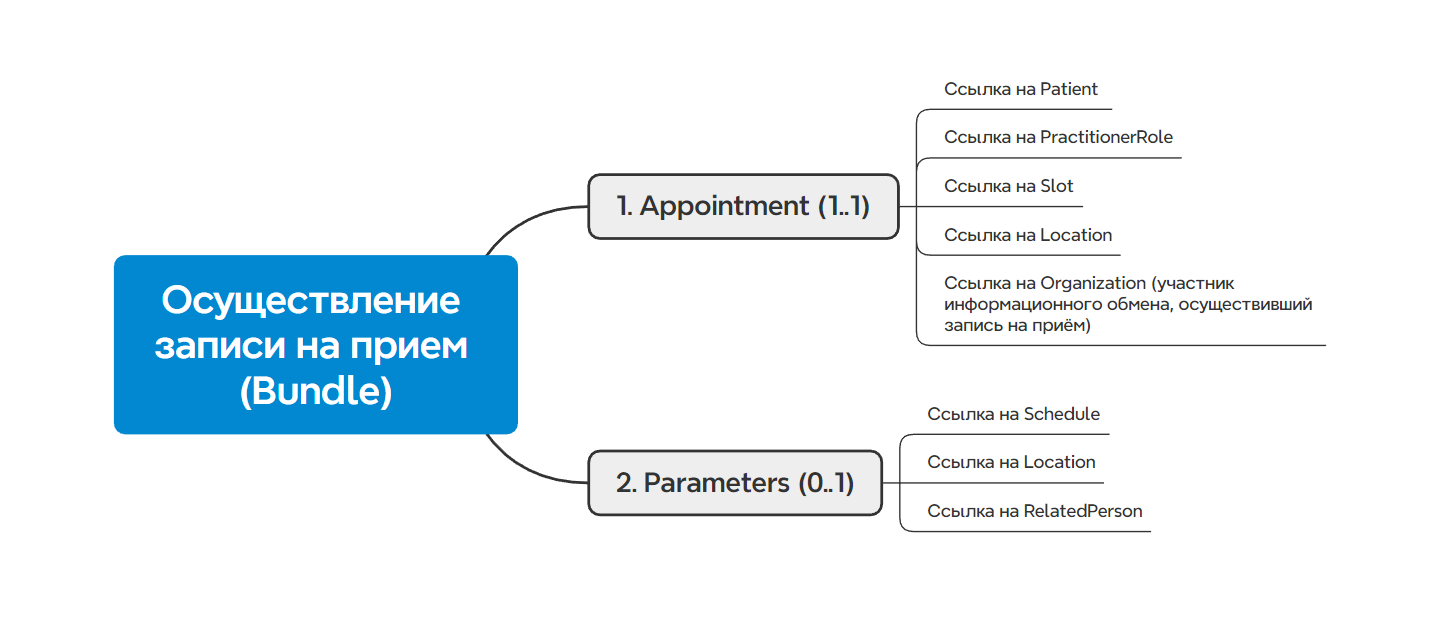 Осуществление
записи на прием
(Bundle)
1. Appointment (1..1)
Ссылка на Patient
Ссылка на PractitionerRole
Ссылка на Slot
Ссылка на Location
Ссылка на Organization (участник
информационного обмена, осуществивший
запись на приём)
2. Parameters (0..1)
Ссылка на Schedule
Ссылка на Location
Ссылка на RelatedPerson